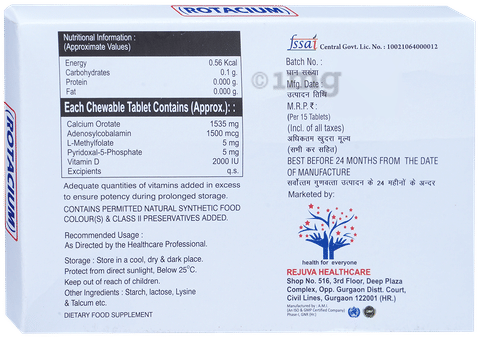 ROTACIUM
ROTACIUM
Nutritional Information :
(Approximate Values)
Energy 0.56 Kcal
Carbohydrates 0.1 g.
Protein 0.000 g.
Fat 0.000 g.
Each Chewable Tablet Contains (Approx.): :
Calcium Orotate 1535 mg
Adenosylcobalamin 1500 mcg
L-Methylfolate 5 mg
Pyridoxal-5-Phosphate 5 mg
Vitamin D 2000 IU
Excipients q.s.
Adequate quantities of vitamins added in excess
to ensure potency during prolonged storage.
CONTAINS PERMITTED NATURAL SYNTHETIC FOOD
COLOUR(S) & CLASS II PRESERVATIVES ADDED.
Recommended Usage :
As Directed by the Healthcare Professional.
Storage : Store in a cool, dry & dark place.
Protect from direct sunlight, Below 25°C.
Keep out of reach of children.
Other Ingredients : Starch, lactose, Lysine
& Talcum etc.
DIETARY FOOD SUPPLEMENT
fssai Central Govt. Lic. No. : 10021064000012
Batch No. :
घान संख्या
Mfg. Date :
उत्पादन तिथि
M.R.P. ₹ :
(Per 15 Tablets)
(Incl. of all taxes)
अधिकतम खुदरा मूल्य
(सभी कर सहित)
BEST BEFORE 24 MONTHS FROM THE DATE
OF MANUFACTURE
सर्वोत्तम गुणवत्ता उत्पादन के 24 महीनों के अन्दर
Marketed by:
health for everyone
REJUVA HEALTHCARE
Shop No. 516, 3rd Floor, Deep Plaza
Complex, Opp. Gurgaon Distt. Court,
Civil Lines, Gurgaon 122001 (HR.)
Manufactured by : A.M.I
(An ISO & GMP Certified Company)
1mg